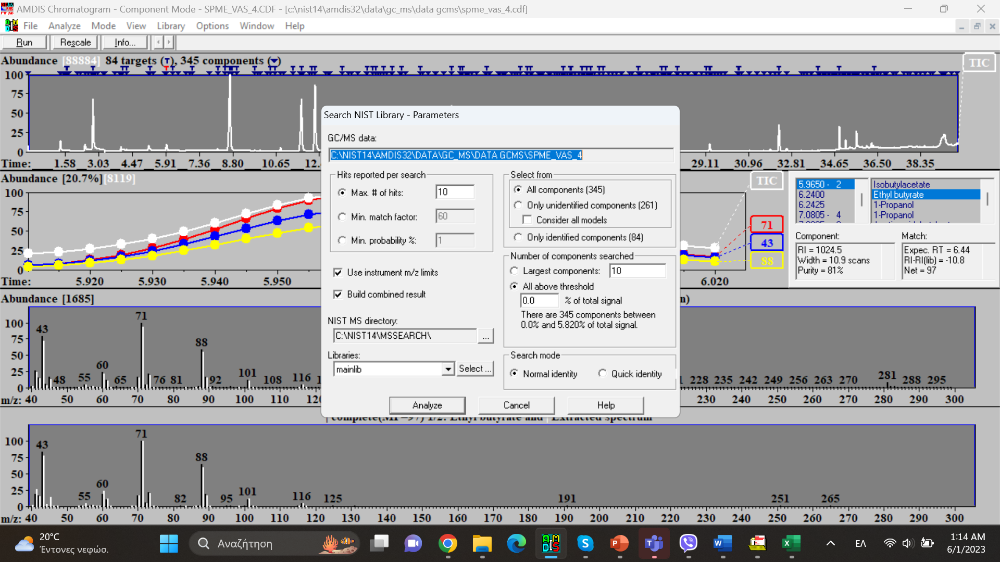 AMDIS Chromatogram - Component Mode - SPME_VAS_4.CDF - [c:\nist14\amdis32\data\gc_ms\data gcms\spme_vas_4.cdf]
File Analyze Mode View Library Options Window Help
Run Rescale Info...
Abundance [88884] 84 targets (T), 345 components (▼)
TIC
100
75
50
25
0
Time: 1.58 3.03 4.47 5.91 7.36 8.80 10.65 12. 29.11 30.96 32.81 34.65 36.50 38.35
Abundance [20.7%] [8119]
TIC
100
75
50
25
0
71
43
88
Time: 5.920 5.930 5.940 5.950 6.020
5.9650 - 2
6.2400
6.2425
7.0805 - 4
Isobutylacetate
Ethyl butyrate
1-Propanol
1-Propanol
Component:
RI = 1024.5
Width = 10.9 scans
Purity = 81%
Match:
Expec. RT = 6.44
RI-RI(lib) = -10.8
Net = 97
Search NIST Library - Parameters
GC/MS data:
C:\NIST14\AMDIS32\DATA\GC_MS\DATA GCMS\SPME_VAS_4
Hits reported per search
Max. # of hits: 10
Min. match factor: 60
Min. probability %: 1
Use instrument m/z limits
Build combined result
NIST MS directory:
C:\NIST14\MSSEARCH\ ...
Libraries:
mainlib Select ...
Select from
All components (345)
Only unidentified components (261)
Consider all models
Only identified components (84)
Number of components searched
Largest components: 10
All above threshold
0.0 % of total signal
There are 345 components between
0.0% and 5.820% of total signal.
Search mode
Normal identity Quick identity
Analyze Cancel Help
Abundance [1685] n)
100
75
50
25
0
43 48 55 60 65 71 76 81 88 92 101 108 116 1 1 228 235 242 249 256 263 270 281 288 295
m/z: 40 50 60 70 80 90 100 110 120 230 240 250 260 270 280 290 300
| complete(MF=97) 1/2: Ethyl butyrate and | Extracted spectrum
100
75
50
25
0
43 55 60 71 82 88 95 101 116 125 191 251 265
m/z: 40 50 60 70 80 90 100 110 120 130 140 150 160 170 180 190 200 210 220 230 240 250 260 270 280 290 300
20°C
Έντονες νεφώσ.
Αναζήτηση
ΕΛ
1:14 AM
6/1/2023